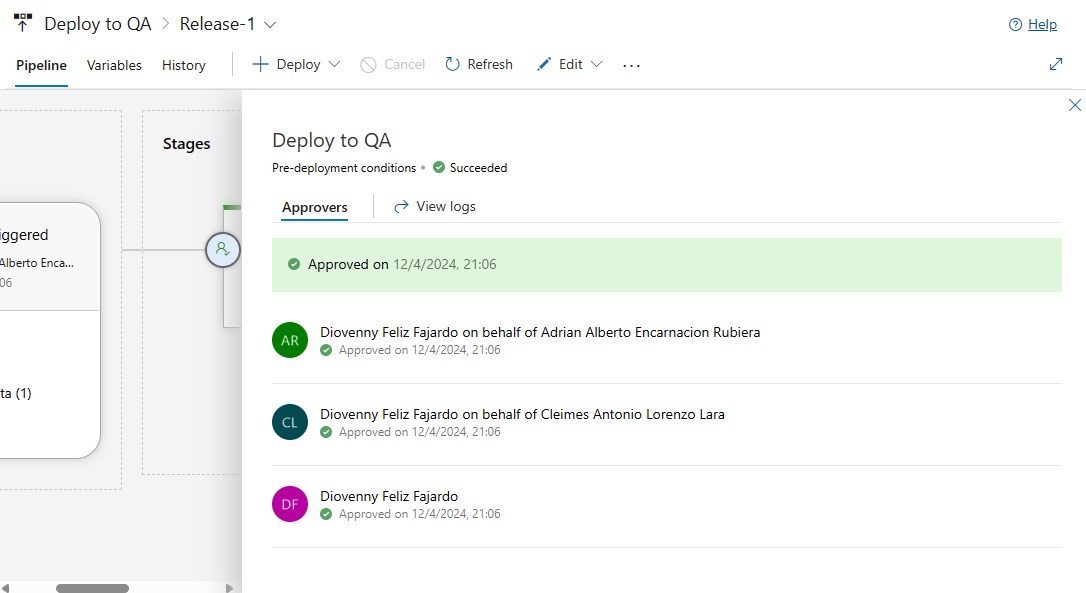 Deploy to QA > Release-1
Help
Pipeline Variables History Deploy Cancel Refresh Edit ...
Stages
iggered
Alberto Enca...
06
ta (1)
Deploy to QA
Pre-deployment conditions • Succeeded
Approvers View logs
Approved on 12/4/2024, 21:06
AR
Diovenny Feliz Fajardo on behalf of Adrian Alberto Encarnacion Rubiera
Approved on 12/4/2024, 21:06
CL
Diovenny Feliz Fajardo on behalf of Cleimes Antonio Lorenzo Lara
Approved on 12/4/2024, 21:06
DF
Diovenny Feliz Fajardo
Approved on 12/4/2024, 21:06